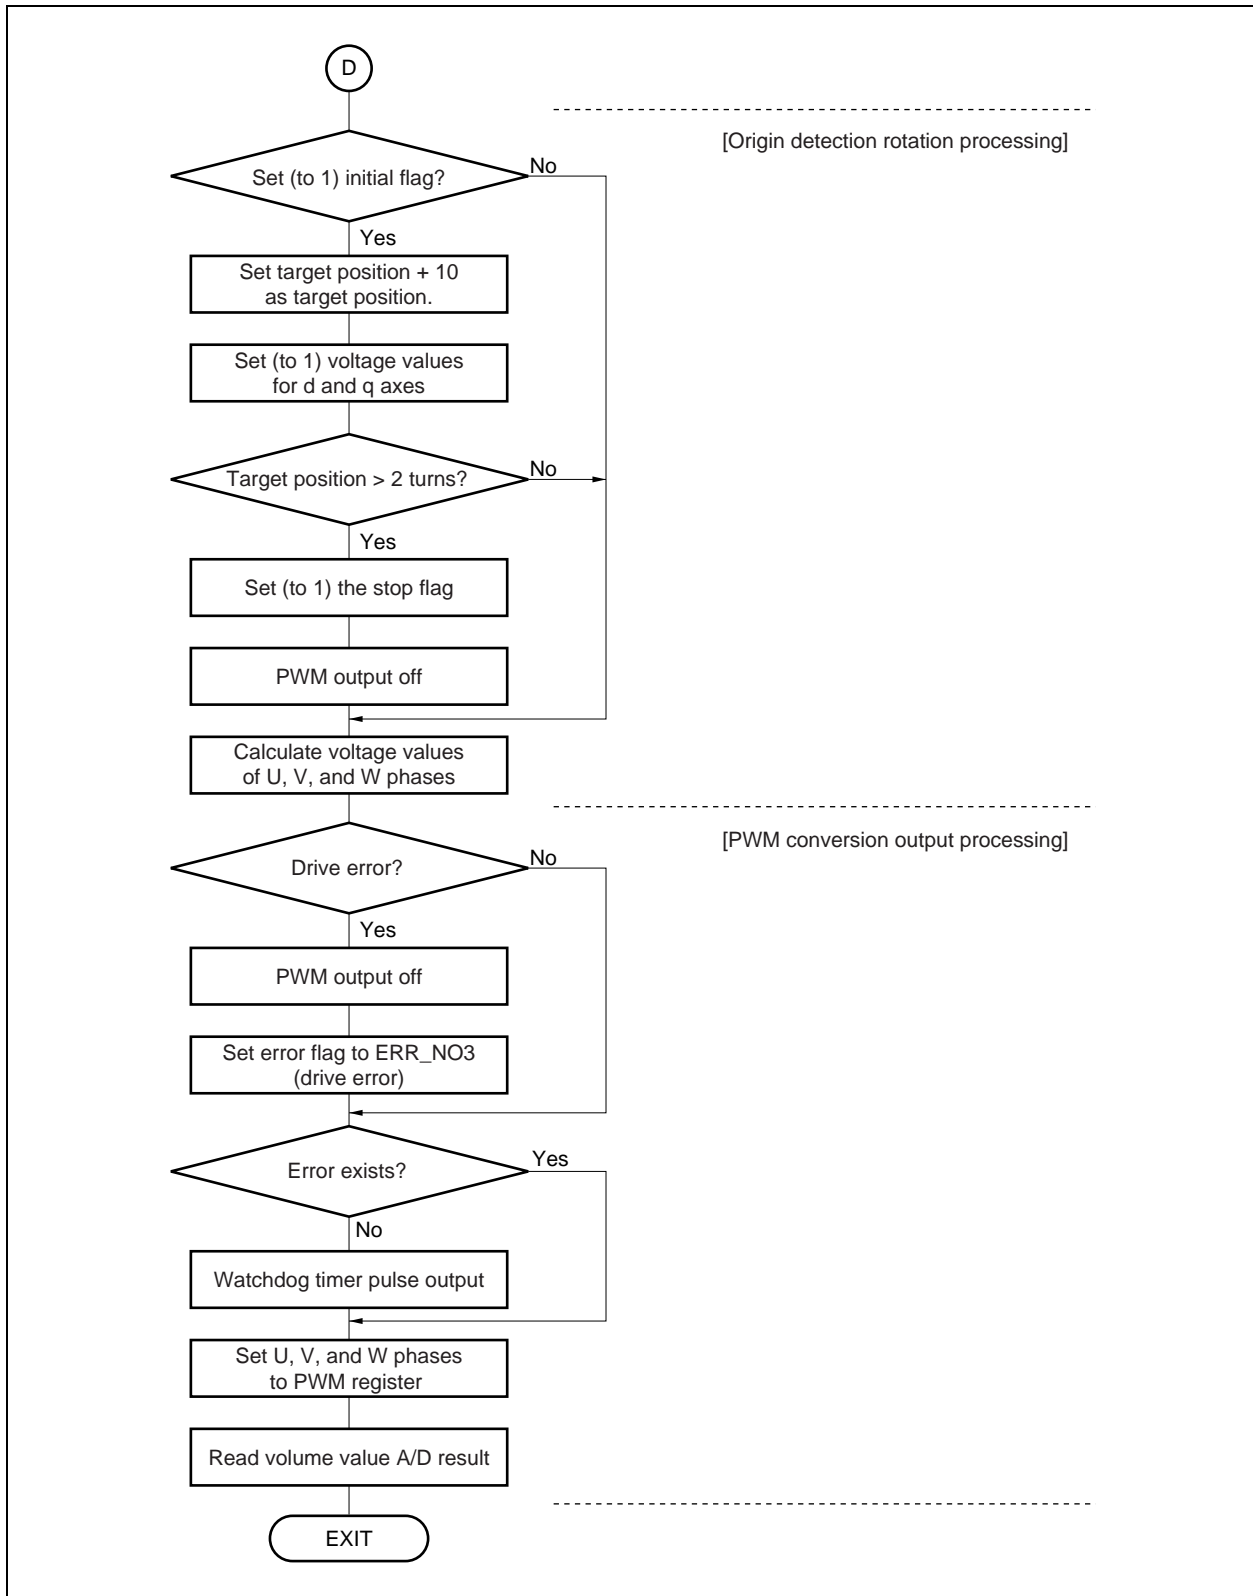 D
[Origin detection rotation processing]
Set (to 1) initial flag?
No
Yes
Set target position + 10
as target position.
Set (to 1) voltage values
for d and q axes
Target position > 2 turns?
No
Yes
Set (to 1) the stop flag
PWM output off
Calculate voltage values
of U, V, and W phases
[PWM conversion output processing]
Drive error?
No
Yes
PWM output off
Set error flag to ERR_NO3
(drive error)
Error exists?
Yes
No
Watchdog timer pulse output
Set U, V, and W phases
to PWM register
Read volume value A/D result
EXIT